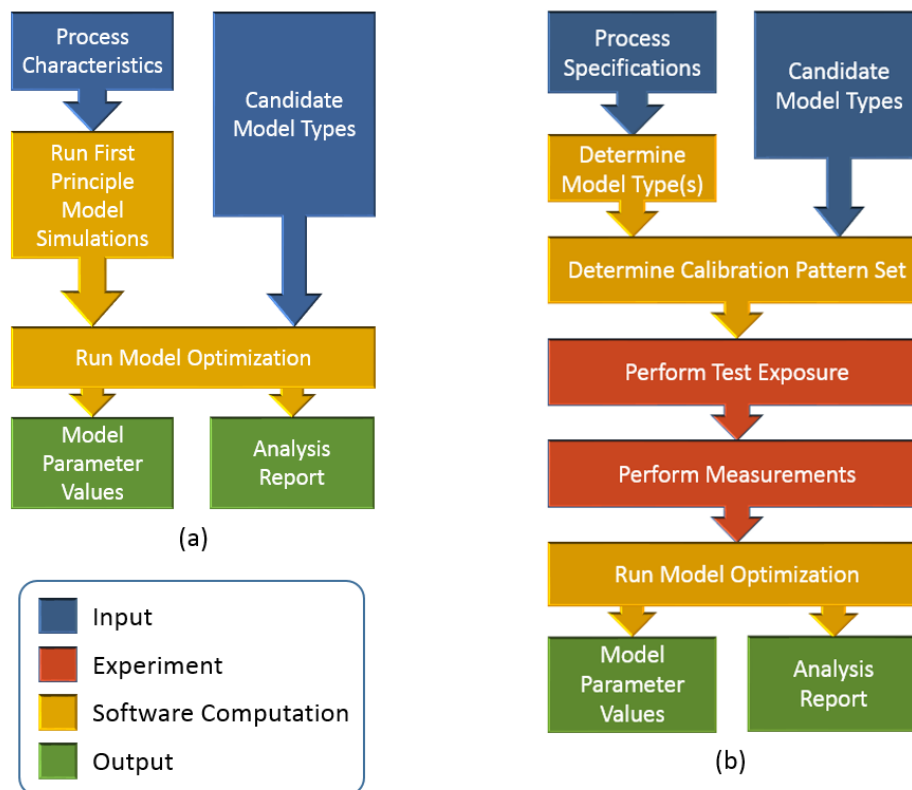 Process
Characteristics
Candidate
Model Types
Run First
Principle
Model
Simulations
Run Model Optimization
Model
Parameter
Values
Analysis
Report
(a)
Input
Experiment
Software Computation
Output
Process
Specifications
Candidate
Model Types
Determine
Model Type(s)
Determine Calibration Pattern Set
Perform Test Exposure
Perform Measurements
Run Model Optimization
Model
Parameter
Values
Analysis
Report
(b)